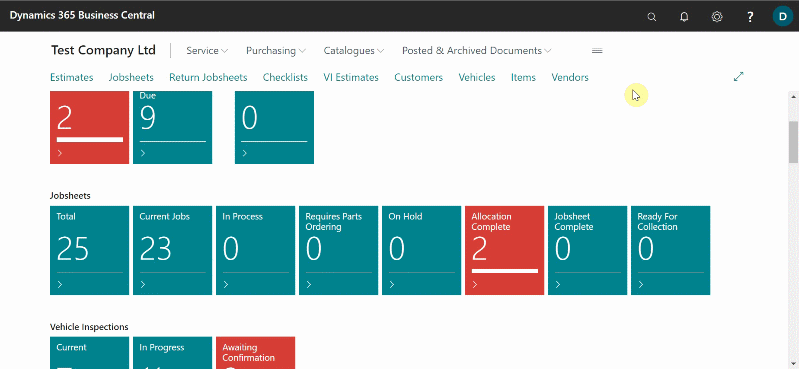 Dynamics 365 Business Central
? D
Test Company Ltd Service Purchasing Catalogues Posted & Archived Documents
Estimates Jobsheets Return Jobsheets Checklists VI Estimates Customers Vehicles Items Vendors
Due
2 9 0
Jobsheets
Total Current Jobs In Process Requires Parts Ordering On Hold Allocation Complete Jobsheet Complete Ready For Collection
25 23 0 0 0 2 0 0
Vehicle Inspections
Current In Progress Awaiting Confirmation